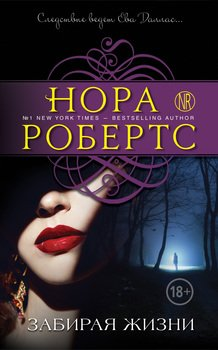 Следствие ведет Ева Даллас...
НОРА
NR
№1 NEW YORK TIMES – BESTSELLING AUTHOR
РОБЕРТС
18+
ЗАБИРАЯ ЖИЗНИ